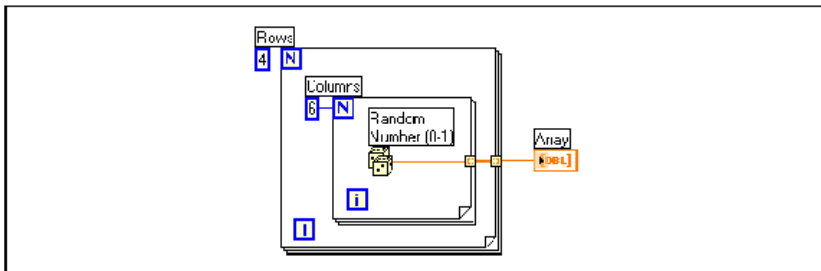 Rows
4 N
Columns
6 N
Random
Number (0-1)
Array
[DBL]
i
i